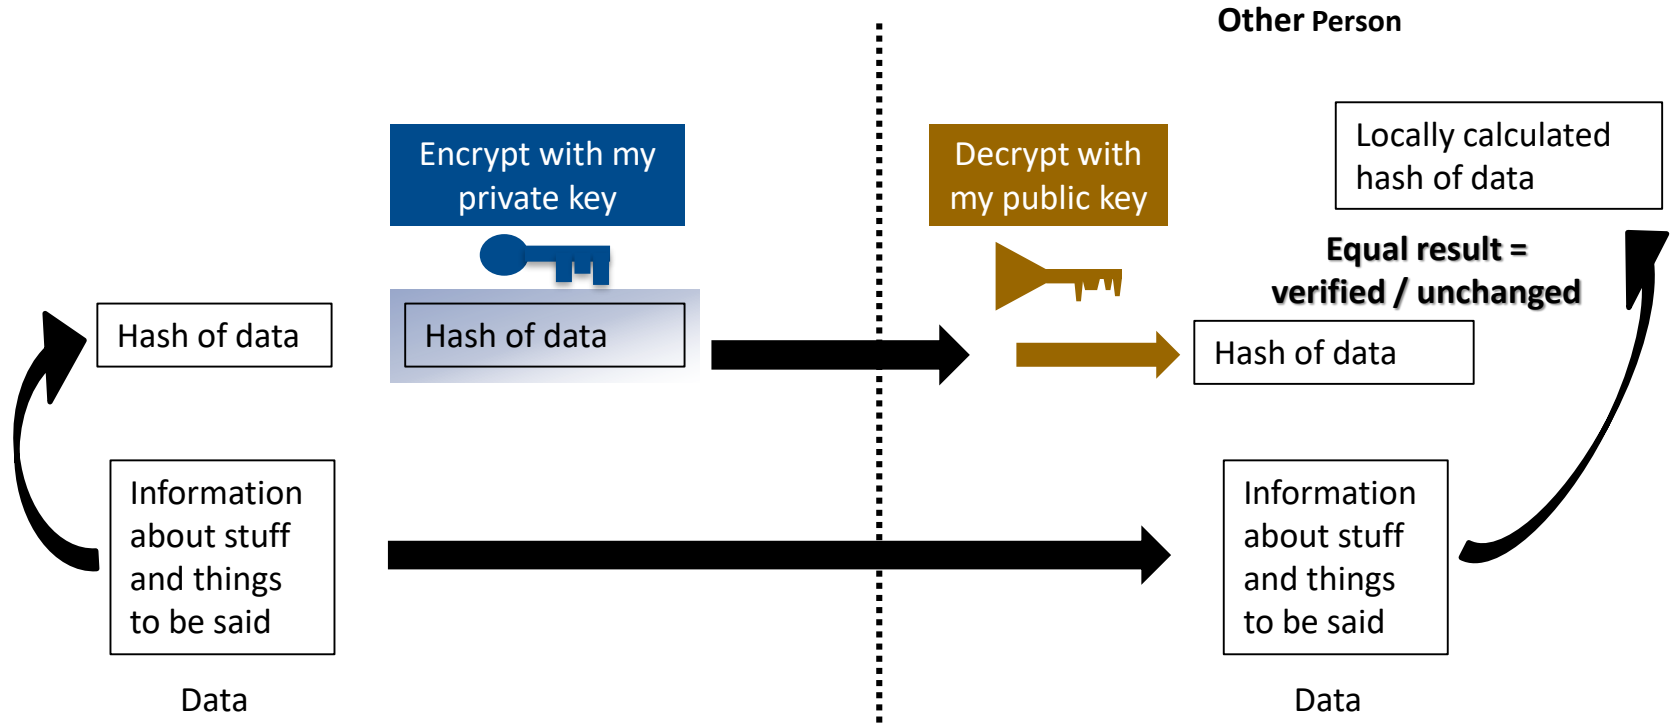 Other Person
Encrypt with my
private key
Decrypt with
my public key
Locally calculated
hash of data
Equal result =
verified / unchanged
Hash of data
Hash of data
Hash of data
Information
about stuff
and things
to be said
Information
about stuff
and things
to be said
Data
Data